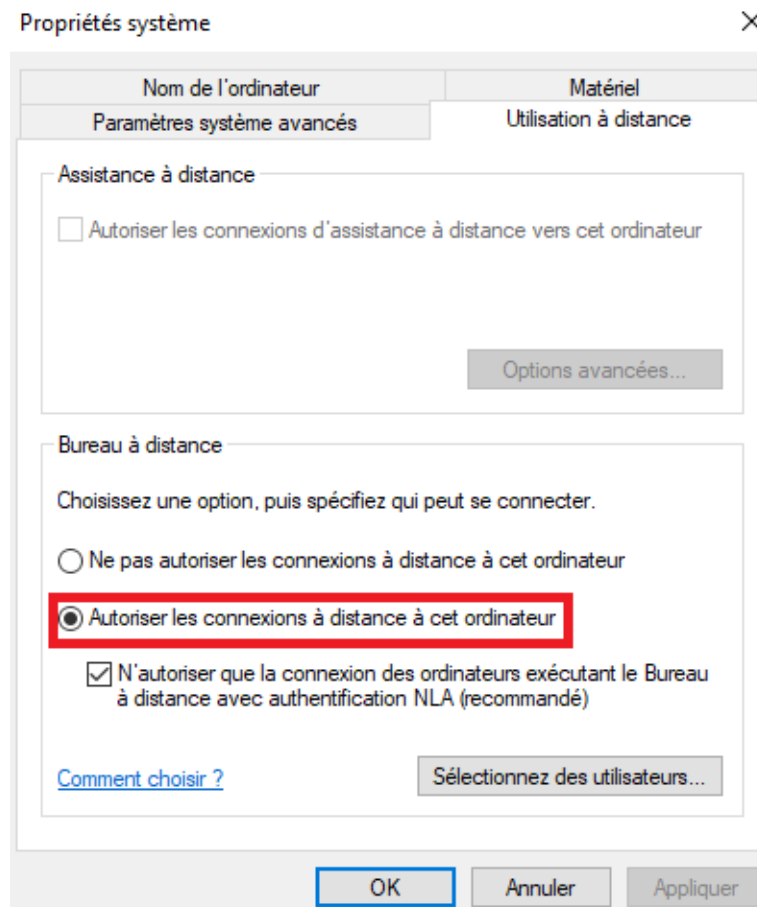 Propriétés système
Nom de l'ordinateur
Matériel
Paramètres système avancés
Utilisation à distance
Assistance à distance
Autoriser les connexions d'assistance à distance vers cet ordinateur
Options avancées...
Bureau à distance
Choisissez une option, puis spécifiez qui peut se connecter.
Ne pas autoriser les connexions à distance à cet ordinateur
Autoriser les connexions à distance à cet ordinateur
N'autoriser que la connexion des ordinateurs exécutant le Bureau
à distance avec authentification NLA (recommandé)
Comment choisir ?
Sélectionnez des utilisateurs...
OK
Annuler
Appliquer